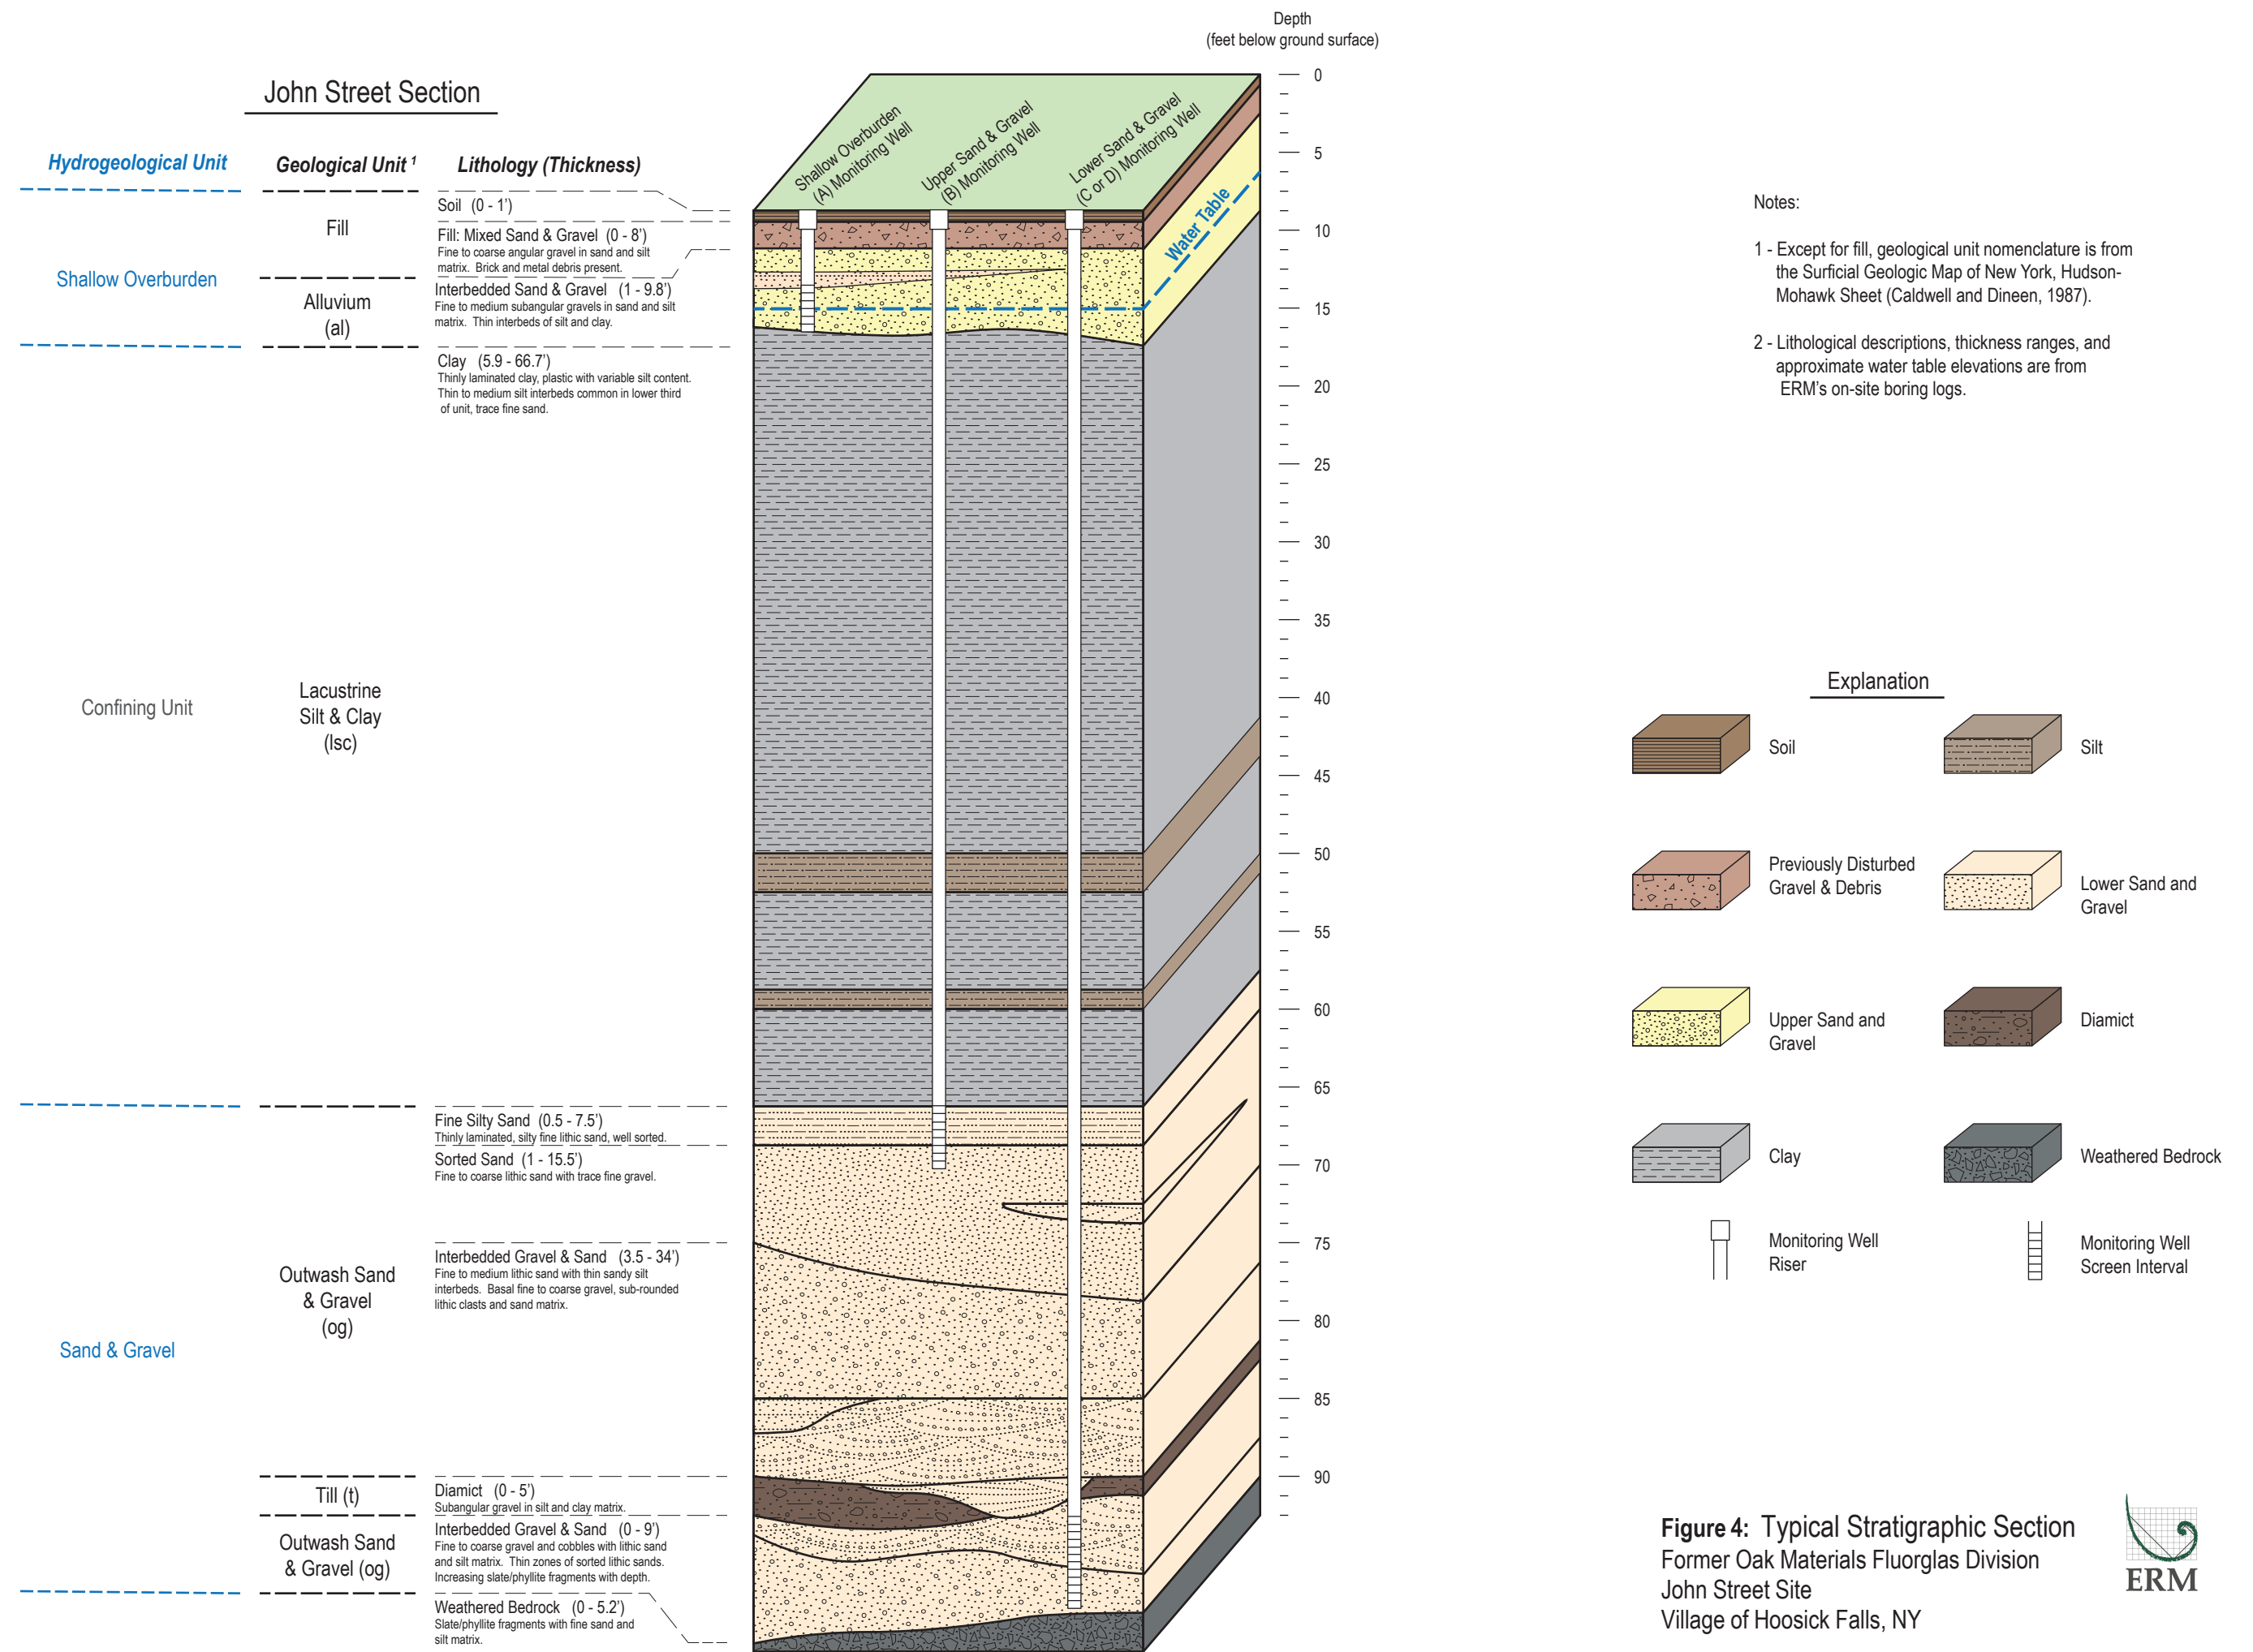 John Street Section
Hydrogeological Unit
Geological Unit 1
Lithology (Thickness)
Shallow Overburden
Confining Unit
Sand & Gravel
Fill
Alluvium
(al)
Lacustrine
Silt & Clay
(lsc)
Outwash Sand
& Gravel
(og)
Till (t)
Outwash Sand
& Gravel (og)
Soil (0 - 1')
Fill: Mixed Sand & Gravel (0 - 8')
Fine to coarse angular gravel in sand and silt
matrix. Brick and metal debris present.
Interbedded Sand & Gravel (1 - 9.8')
Fine to medium subangular gravels in sand and silt
matrix. Thin interbeds of silt and clay.
Clay (5.9 - 66.7')
Thinly laminated clay, plastic with variable silt content.
Thin to medium silt interbeds common in lower third
of unit, trace fine sand.
Fine Silty Sand (0.5 - 7.5')
Thinly laminated, silty fine lithic sand, well sorted.
Sorted Sand (1 - 15.5')
Fine to coarse lithic sand with trace fine gravel.
Interbedded Gravel & Sand (3.5 - 34')
Fine to medium lithic sand with thin sandy silt
interbeds. Basal fine to coarse gravel, sub-rounded
lithic clasts and sand matrix.
Diamict (0 - 5')
Subangular gravel in silt and clay matrix.
Interbedded Gravel & Sand (0 - 9')
Fine to coarse gravel and cobbles with lithic sand
and silt matrix. Thin zones of sorted lithic sands.
Increasing slate/phyllite fragments with depth.
Weathered Bedrock (0 - 5.2')
Slate/phyllite fragments with fine sand and
silt matrix.
Shallow Overburden
(A) Monitoring Well
Upper Sand & Gravel
(B) Monitoring Well
Lower Sand & Gravel
(C or D) Monitoring Well
Water Table
Depth
(feet below ground surface)
0
5
10
15
20
25
30
35
40
45
50
55
60
65
70
75
80
85
90
Notes:
1 - Except for fill, geological unit nomenclature is from
the Surficial Geologic Map of New York, Hudson-
Mohawk Sheet (Caldwell and Dineen, 1987).
2 - Lithological descriptions, thickness ranges, and
approximate water table elevations are from
ERM's on-site boring logs.
Explanation
Soil
Silt
Previously Disturbed
Gravel & Debris
Lower Sand and
Gravel
Upper Sand and
Gravel
Diamict
Clay
Weathered Bedrock
Monitoring Well
Riser
Monitoring Well
Screen Interval
Figure 4: Typical Stratigraphic Section
Former Oak Materials Fluorglas Division
John Street Site
Village of Hoosick Falls, NY
ERM